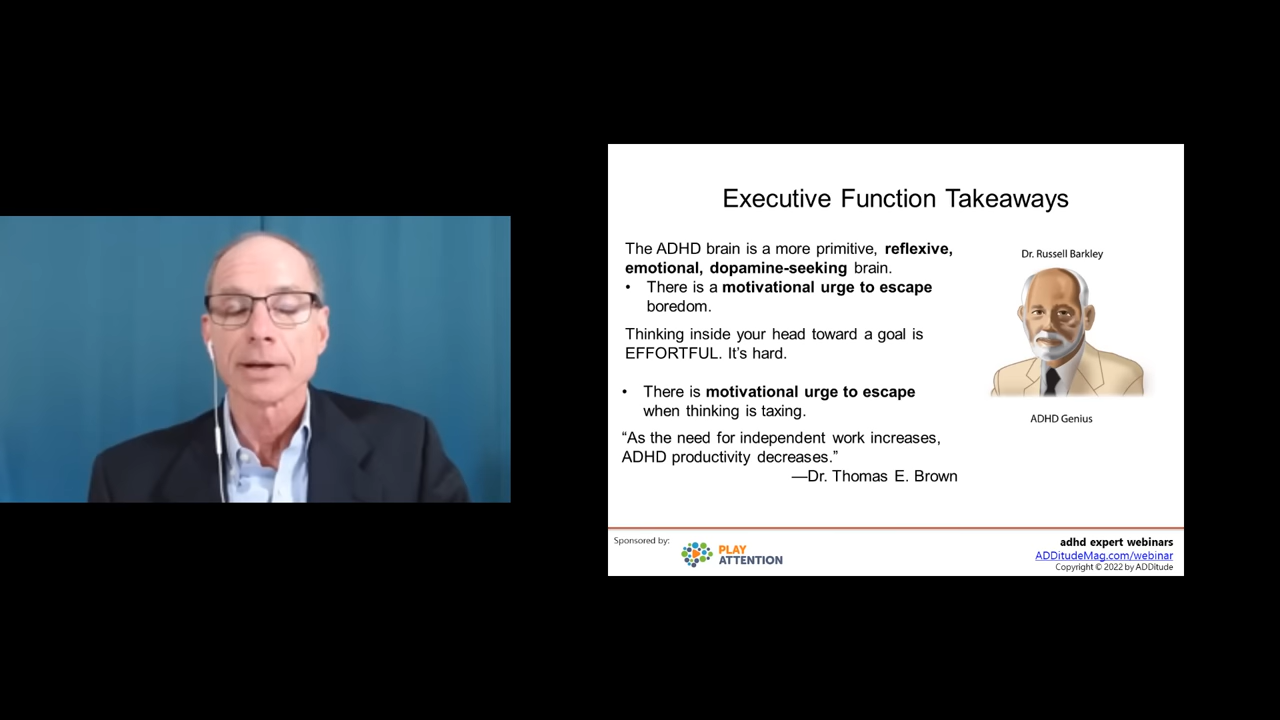 Executive Function Takeaways
The ADHD brain is a more primitive, reflexive,
emotional, dopamine-seeking brain.
• There is a motivational urge to escape
boredom.
Thinking inside your head toward a goal is
EFFORTFUL. It’s hard.
• There is motivational urge to escape
when thinking is taxing.
“As the need for independent work increases,
ADHD productivity decreases.”
—Dr. Thomas E. Brown
Dr. Russell Barkley
ADHD Genius
Sponsored by:
PLAY
ATTENTION
adhd expert webinars
ADDitudeMag.com/webinar
Copyright © 2022 by ADDitude